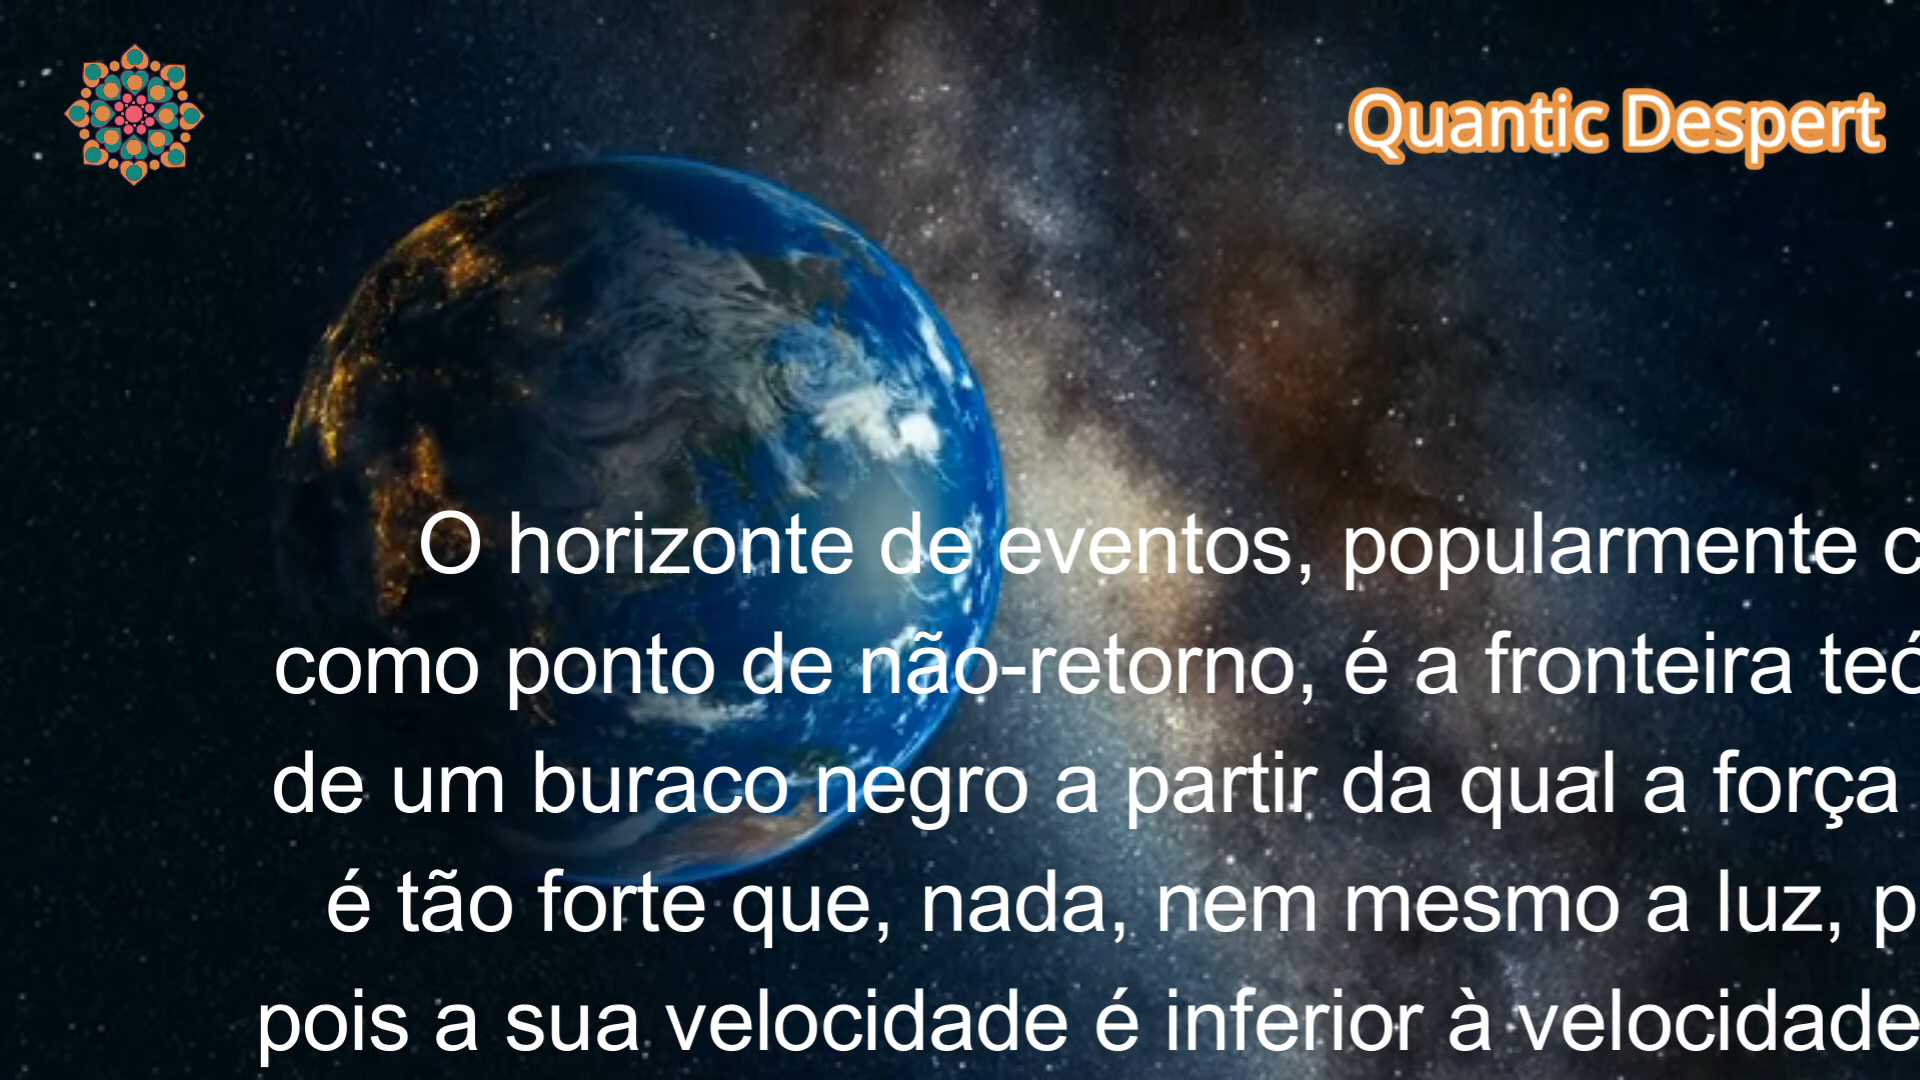 Quantic Despert
O horizonte de eventos, popularmente
como ponto de não-retorno, é a fronteira
de um buraco negro a partir da qual a força
é tão forte que, nada, nem mesmo a luz,
pois a sua velocidade é inferior à velocidade